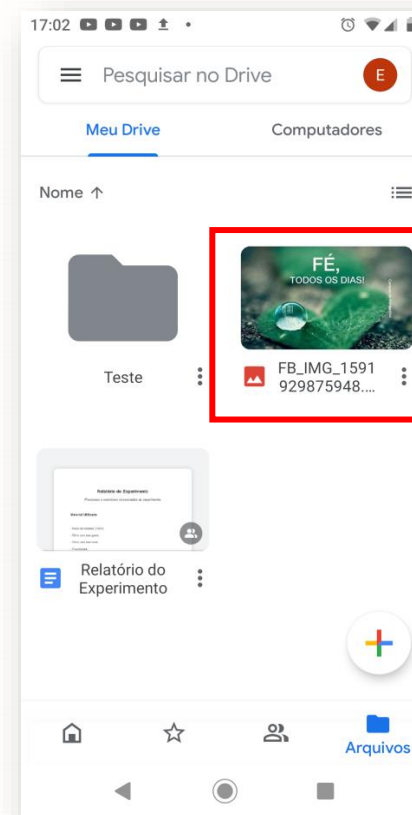 17:02
Pesquisar no Drive
E
Meu Drive
Computadores
Nome ↑
FÉ,
TODOS OS DIAS!
Teste
FB_IMG_1591
929875948....
Relatório do Experimento
Relatório do
Experimento
Arquivos